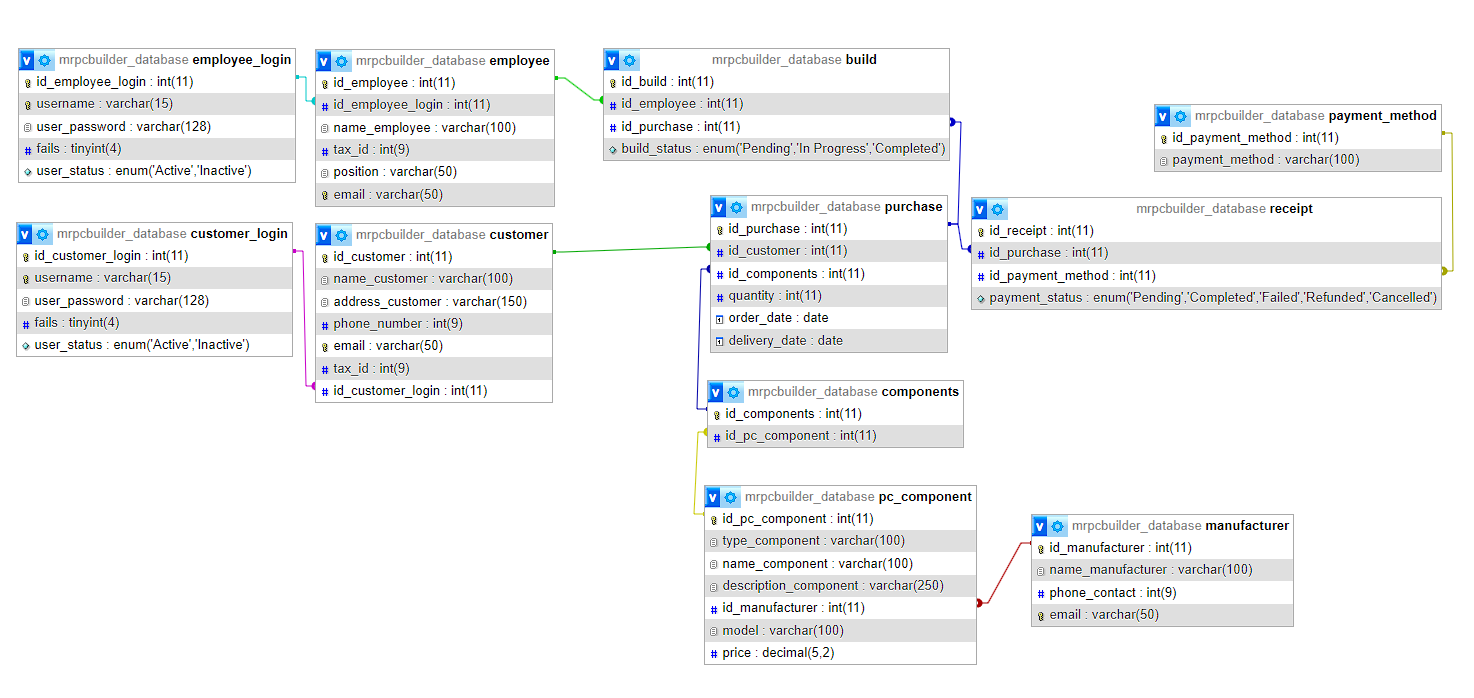 mrpcbuilder_database employee_login
id_employee_login : int(11)
username : varchar(15)
user_password : varchar(128)
fails : tinyint(4)
user_status : enum('Active','Inactive')
mrpcbuilder_database employee
id_employee : int(11)
id_employee_login : int(11)
name_employee : varchar(100)
tax_id : int(9)
position : varchar(50)
email : varchar(50)
mrpcbuilder_database build
id_build : int(11)
id_employee : int(11)
id_purchase : int(11)
build_status : enum('Pending','In Progress','Completed')
mrpcbuilder_database payment_method
id_payment_method : int(11)
payment_method : varchar(100)
mrpcbuilder_database customer_login
id_customer_login : int(11)
username : varchar(15)
user_password : varchar(128)
fails : tinyint(4)
user_status : enum('Active','Inactive')
mrpcbuilder_database customer
id_customer : int(11)
name_customer : varchar(100)
address_customer : varchar(150)
phone_number : int(9)
email : varchar(50)
tax_id : int(9)
id_customer_login : int(11)
mrpcbuilder_database purchase
id_purchase : int(11)
id_customer : int(11)
id_components : int(11)
quantity : int(11)
order_date : date
delivery_date : date
mrpcbuilder_database receipt
id_receipt : int(11)
id_purchase : int(11)
id_payment_method : int(11)
payment_status : enum('Pending','Completed','Failed','Refunded','Cancelled')
mrpcbuilder_database components
id_components : int(11)
id_pc_component : int(11)
mrpcbuilder_database pc_component
id_pc_component : int(11)
type_component : varchar(100)
name_component : varchar(100)
description_component : varchar(250)
id_manufacturer : int(11)
model : varchar(100)
price : decimal(5,2)
mrpcbuilder_database manufacturer
id_manufacturer : int(11)
name_manufacturer : varchar(100)
phone_contact : int(9)
email : varchar(50)